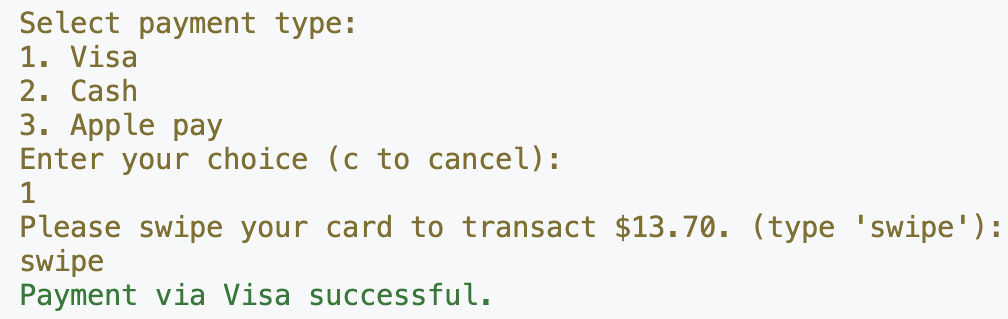 Select payment type:
1. Visa
2. Cash
3. Apple pay
Enter your choice (c to cancel):
1
Please swipe your card to transact $13.70. (type 'swipe'):
swipe
Payment via Visa successful.